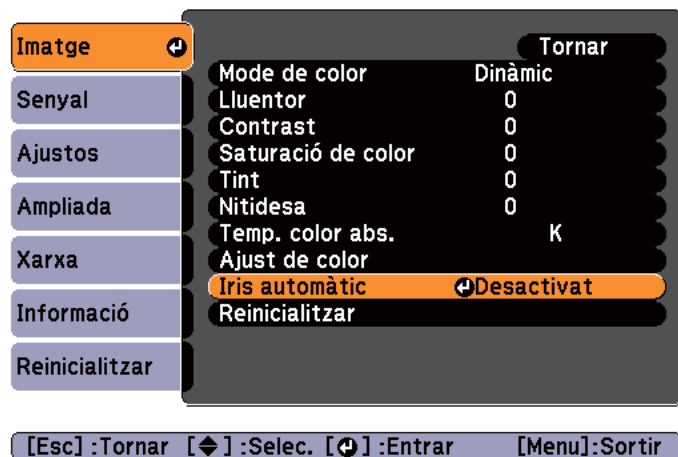 Imatge
Senyal
Ajustos
Ampliada
Xarxa
Informació
Reinicialitzar
Tornar
Mode de color Dinàmic
Lluentor 0
Contrast 0
Saturació de color 0
Tint 0
Nitidesa 0
Temp. color abs. K
Ajust de color
Iris automàtic Desactivat
Reinicialitzar
[Esc] :Tornar [◆] :Selec. [⏎] :Entrar [Menu]:Sortir